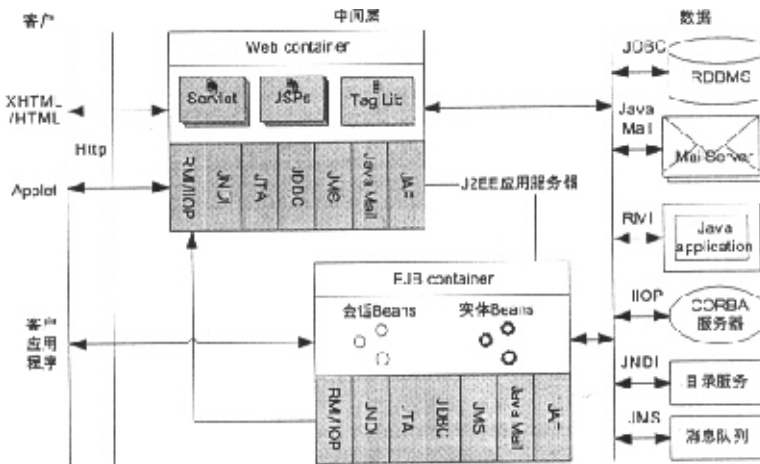 客户
中间层
数据
Web container
Servlet
JSPs
Tag Lib
XHTML
/HTML
Http
Applet
RMI/IIOP
JNDI
JTA
JDBC
JMS
Java Mail
JAF
J2EE应用服务器
EJB container
会话Beans
实体Beans
客户
应用
程序
RMI/IIOP
JNDI
JTA
JDBC
JMS
Java Mail
JAF
JDBC
RDBMS
Java
Mail
Mail Server
RMI
Java
application
IIOP
CORBA
服务器
JNDI
目录服务
JMS
消息队列